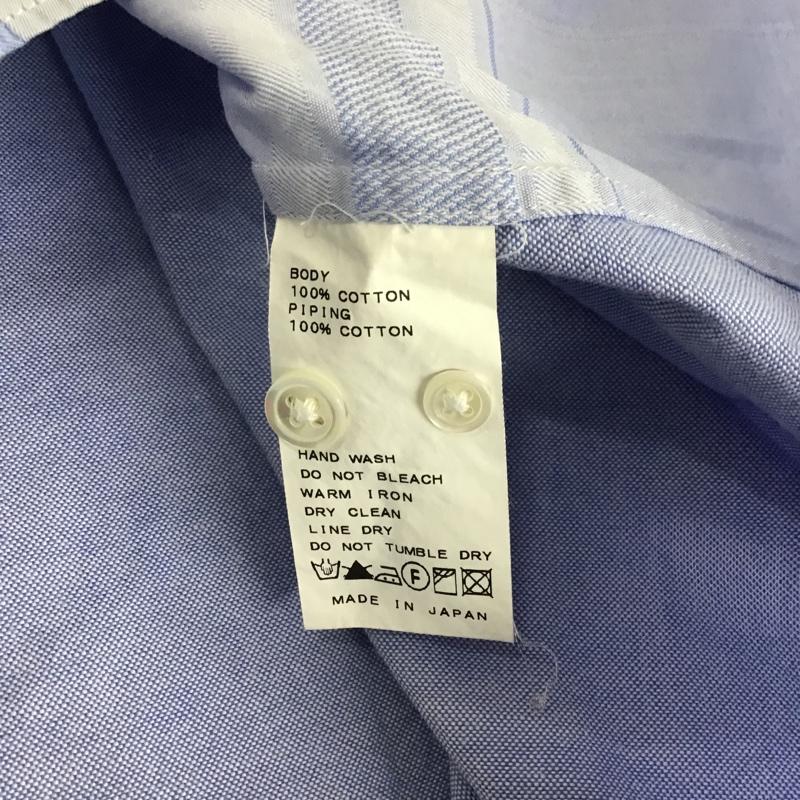 BODY
100% COTTON
PIPING
100% COTTON
HAND WASH
DO NOT BLEACH
WARM IRON
DRY CLEAN
LINE DRY
DO NOT TUMBLE DRY
F
MADE IN JAPAN